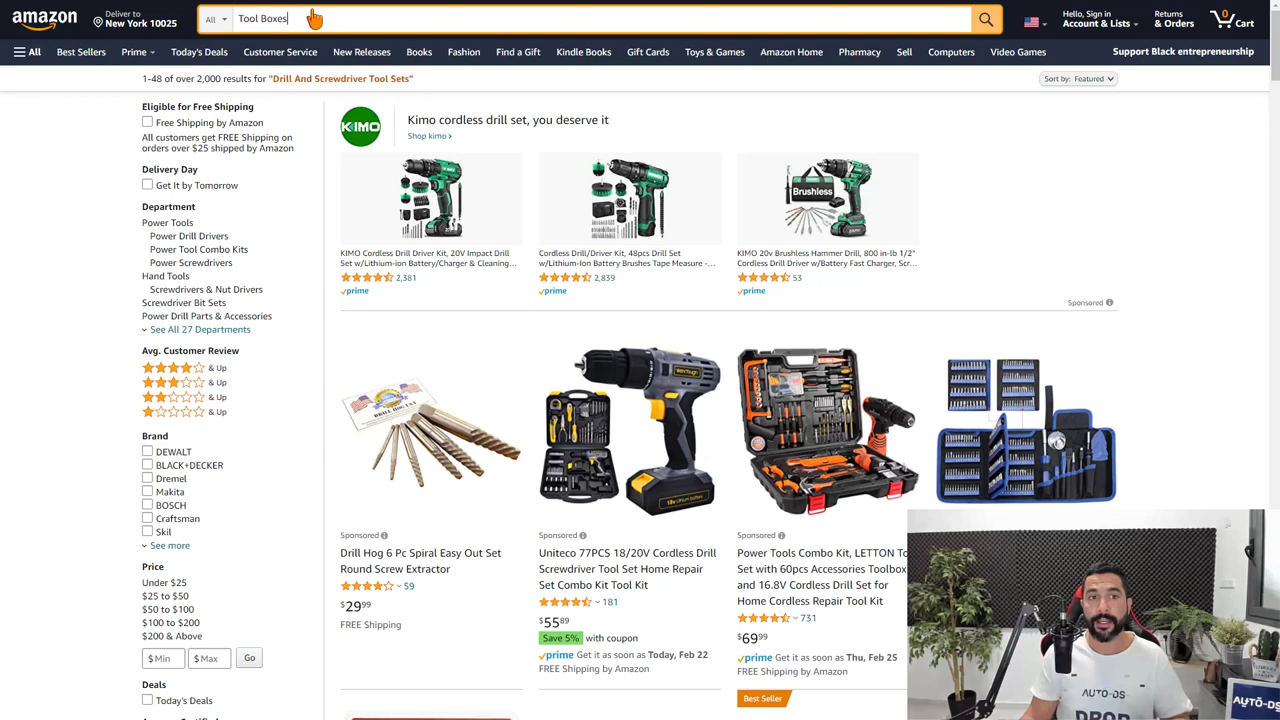 amazon
Deliver to
New York 10025
All
Tool Boxes
Hello, Sign in
Account & Lists
Returns
& Orders
0
Cart
All
Best Sellers
Prime
Today's Deals
Customer Service
New Releases
Books
Fashion
Find a Gift
Kindle Books
Gift Cards
Toys & Games
Amazon Home
Pharmacy
Sell
Computers
Video Games
Support Black entrepreneurship
1-48 of over 2,000 results for "Drill And Screwdriver Tool Sets"
Sort by: Featured
Eligible for Free Shipping
Free Shipping by Amazon
All customers get FREE Shipping on
orders over $25 shipped by Amazon
Delivery Day
Get It by Tomorrow
Department
Power Tools
Power Drill Drivers
Power Tool Combo Kits
Power Screwdrivers
Hand Tools
Screwdrivers & Nut Drivers
Screwdriver Bit Sets
Power Drill Parts & Accessories
See All 27 Departments
Avg. Customer Review
& Up
& Up
& Up
& Up
Brand
DEWALT
BLACK+DECKER
Dremel
Makita
BOSCH
Craftsman
Skil
See more
Price
Under $25
$25 to $50
$50 to $100
$100 to $200
$200 & Above
$ Min
$ Max
Go
Deals
Today's Deals
KIMO
Kimo cordless drill set, you deserve it
Shop kimo ›
Brushless
KIMO Cordless Drill Driver Kit, 20V Impact Drill
Set w/Lithium-ion Battery/Charger & Cleaning...
2,381
prime
Cordless Drill/Driver Kit, 48pcs Drill Set
w/Lithium-Ion Battery Brushes Tape Measure -...
2,839
prime
KIMO 20v Brushless Hammer Drill, 800 in-lb 1/2"
Cordless Drill Driver w/Battery Fast Charger, Scr...
53
prime
Sponsored
Sponsored
Drill Hog 6 Pc Spiral Easy Out Set
Round Screw Extractor
59
$29 99
FREE Shipping
Sponsored
Uniteco 77PCS 18/20V Cordless Drill
Screwdriver Tool Set Home Repair
Set Combo Kit Tool Kit
181
$55 89
Save 5% with coupon
prime Get it as soon as Today, Feb 22
FREE Shipping by Amazon
Sponsored
Power Tools Combo Kit, LETTON To
Set with 60pcs Accessories Toolbox
and 16.8V Cordless Drill Set for
Home Cordless Repair Tool Kit
731
$69 99
prime Get it as soon as Thu, Feb 25
FREE Shipping by Amazon
Best Seller
AUTO-DS
DROP
AUTO-DS